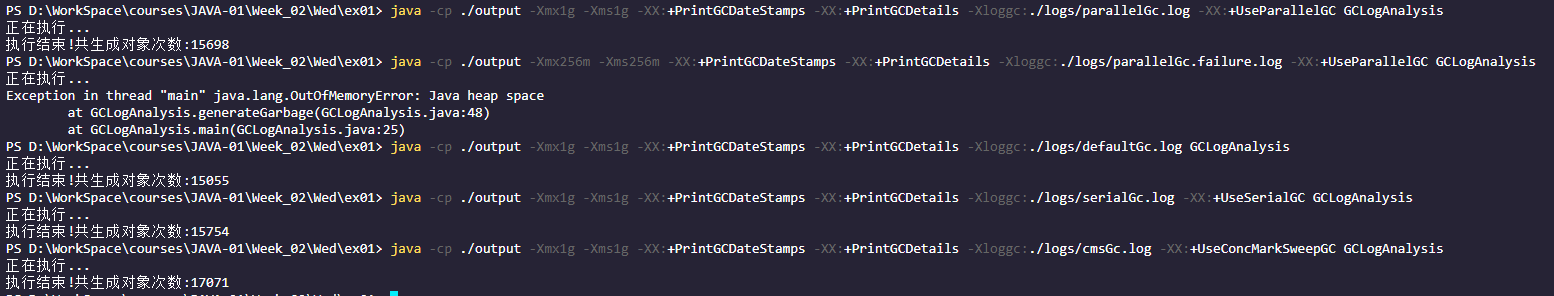 PS D:\WorkSpace\courses\JAVA-01\Week_02\Wed\ex01> java -cp ./output -Xmx1g -Xms1g -XX:+PrintGCDateStamps -XX:+PrintGCDetails -Xloggc:./logs/parallelGc.log -XX:+UseParallelGC GCLogAnalysis
正在执行...
执行结束!共生成对象次数:15698
PS D:\WorkSpace\courses\JAVA-01\Week_02\Wed\ex01> java -cp ./output -Xmx256m -Xms256m -XX:+PrintGCDateStamps -XX:+PrintGCDetails -Xloggc:./logs/parallelGc.failure.log -XX:+UseParallelGC GCLogAnalysis
正在执行...
Exception in thread "main" java.lang.OutOfMemoryError: Java heap space
at GCLogAnalysis.generateGarbage(GCLogAnalysis.java:48)
at GCLogAnalysis.main(GCLogAnalysis.java:25)
PS D:\WorkSpace\courses\JAVA-01\Week_02\Wed\ex01> java -cp ./output -Xmx1g -Xms1g -XX:+PrintGCDateStamps -XX:+PrintGCDetails -Xloggc:./logs/defaultGc.log GCLogAnalysis
正在执行...
执行结束!共生成对象次数:15055
PS D:\WorkSpace\courses\JAVA-01\Week_02\Wed\ex01> java -cp ./output -Xmx1g -Xms1g -XX:+PrintGCDateStamps -XX:+PrintGCDetails -Xloggc:./logs/serialGc.log -XX:+UseSerialGC GCLogAnalysis
正在执行...
执行结束!共生成对象次数:15754
PS D:\WorkSpace\courses\JAVA-01\Week_02\Wed\ex01> java -cp ./output -Xmx1g -Xms1g -XX:+PrintGCDateStamps -XX:+PrintGCDetails -Xloggc:./logs/cmsGc.log -XX:+UseConcMarkSweepGC GCLogAnalysis
正在执行...
执行结束!共生成对象次数:17071